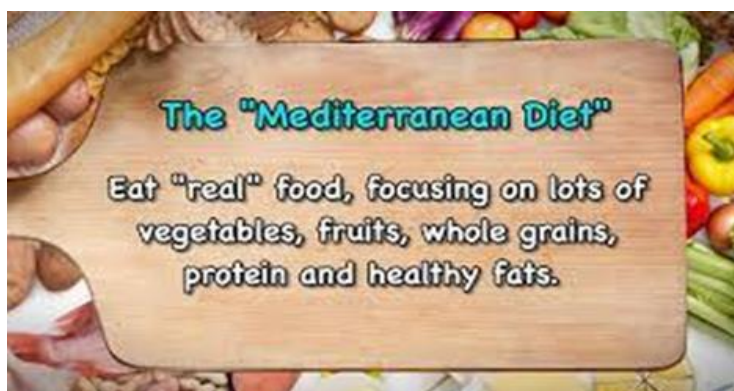 The "Mediterranean Diet"
Eat "real" food, focusing on lots of
vegetables, fruits, whole grains,
protein and healthy fats.